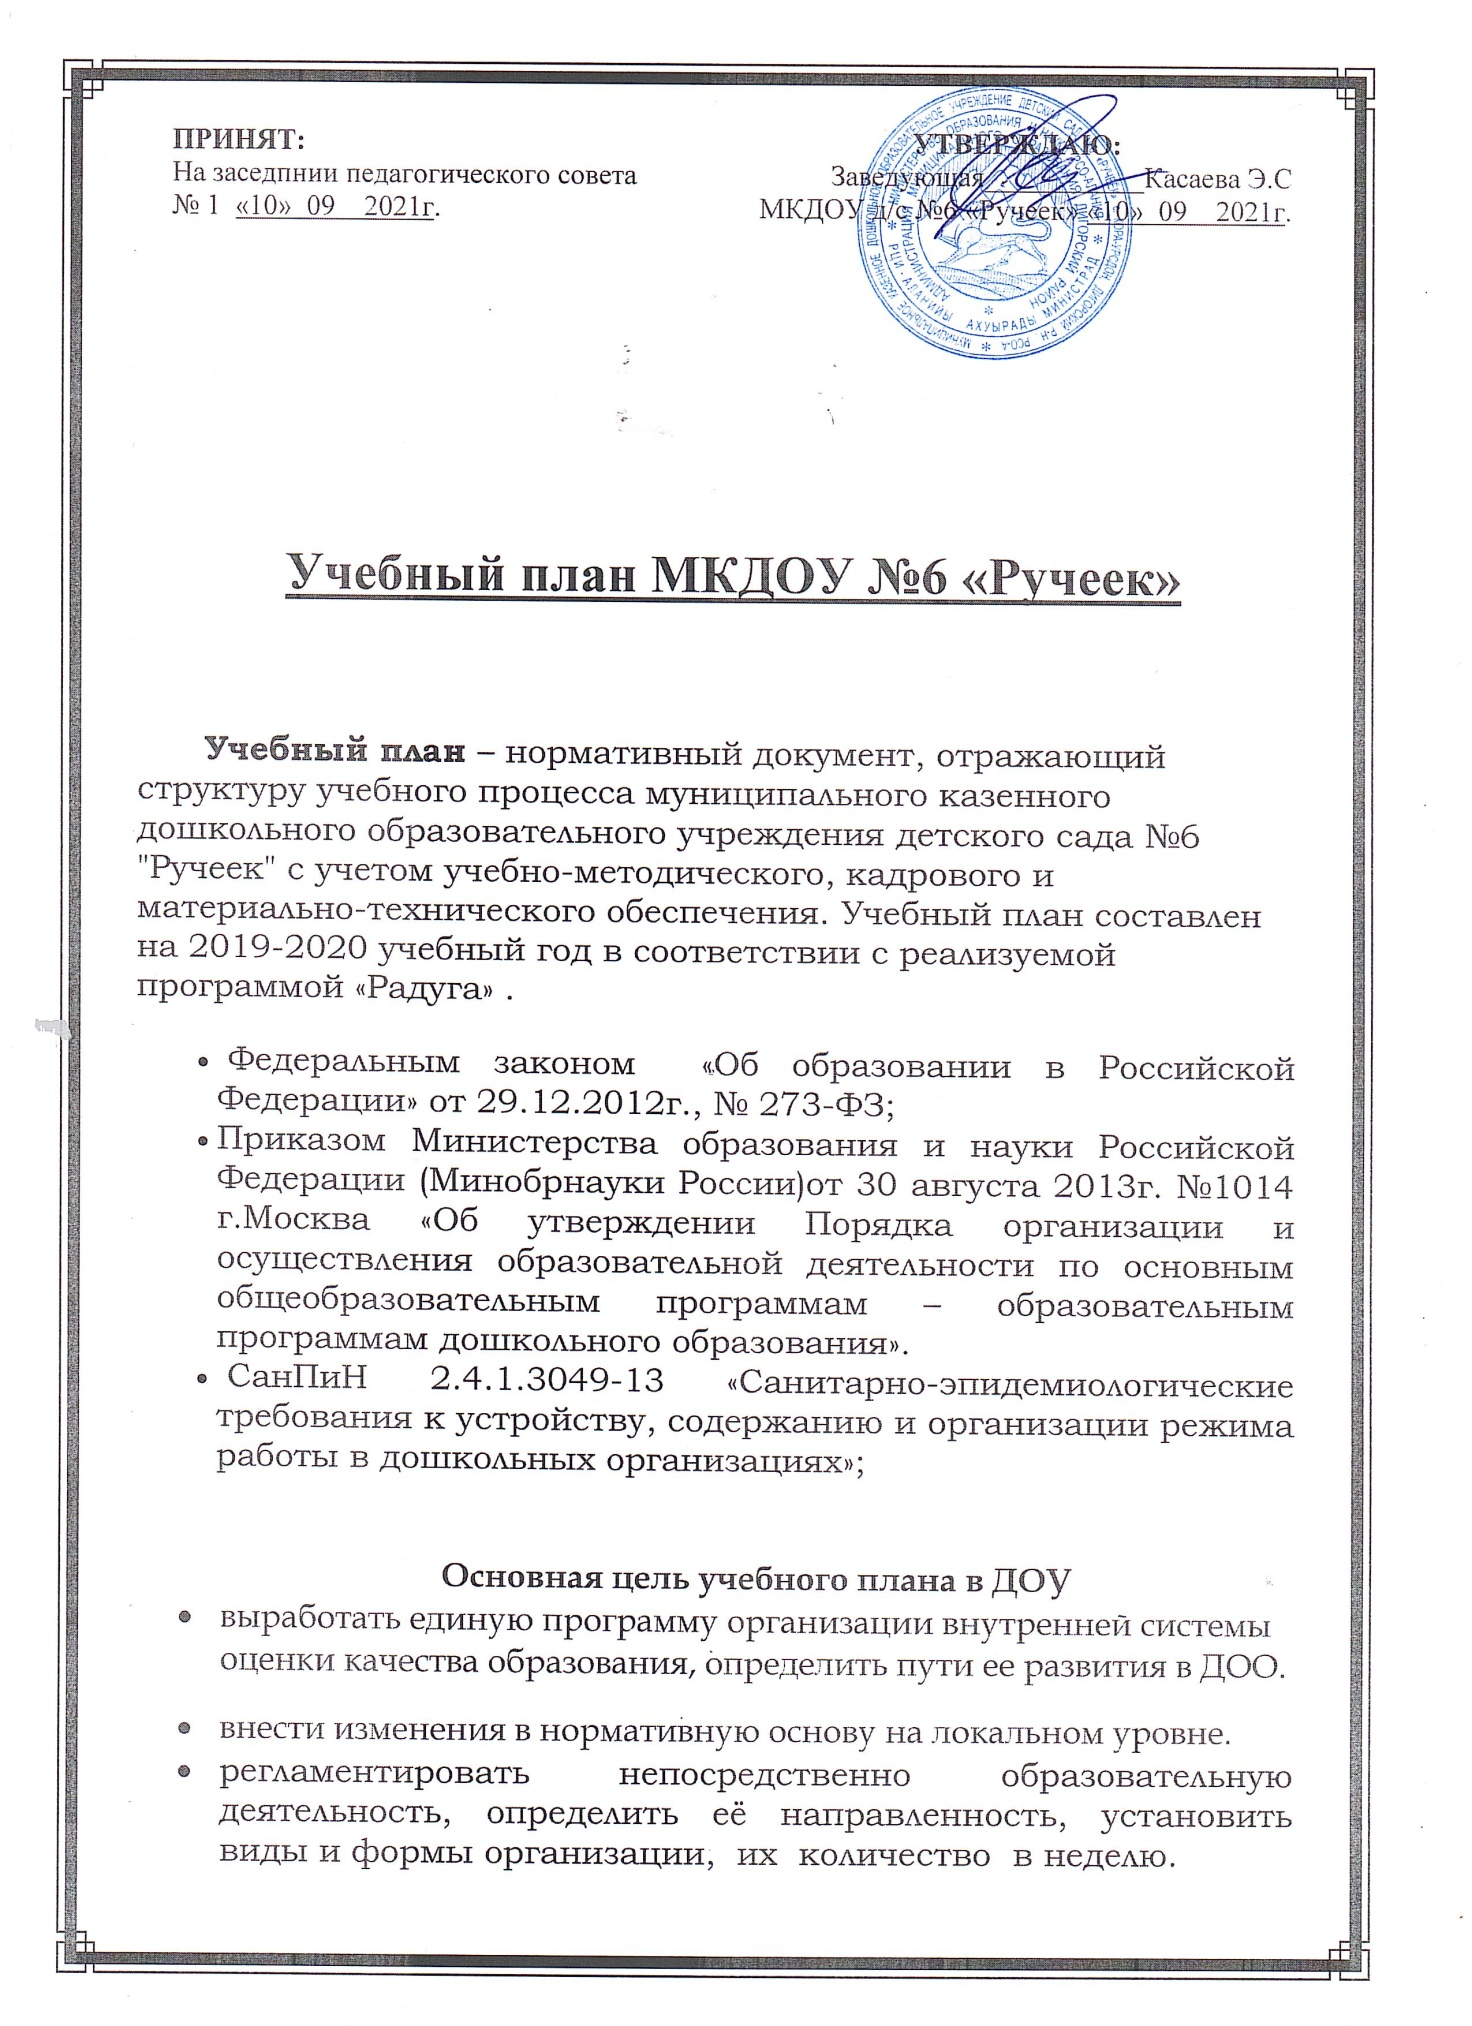 ПРИНЯТ:
На заседпнии педагогического совета
№ 1 «10» 09 2021г.
УТВЕРЖДАЮ:
Заведующая Касаева Э.С
МКДОУ д/с №6 «Ручеек» «10» 09 2021г.
Учебный план МКДОУ №6 «Ручеек»
Учебный план – нормативный документ, отражающий
структуру учебного процесса муниципального казенного
дошкольного образовательного учреждения детского сада №6
"Ручеек" с учетом учебно-методического, кадрового и
материально-технического обеспечения. Учебный план составлен
на 2019-2020 учебный год в соответствии с реализуемой
программой «Радуга» .
• Федеральным законом «Об образовании в Российской
Федерации» от 29.12.2012г., № 273-ФЗ;
• Приказом Министерства образования и науки Российской
Федерации (Минобрнауки России)от 30 августа 2013г. №1014
г.Москва «Об утверждении Порядка организации и
осуществления образовательной деятельности по основным
общеобразовательным программам – образовательным
программам дошкольного образования».
• СанПиН 2.4.1.3049-13 «Санитарно-эпидемиологические
требования к устройству, содержанию и организации режима
работы в дошкольных организациях»;
Основная цель учебного плана в ДОУ
• выработать единую программу организации внутренней системы
оценки качества образования, определить пути ее развития в ДОО.
• внести изменения в нормативную основу на локальном уровне.
• регламентировать непосредственно образовательную
деятельность, определить её направленность, установить
виды и формы организации, их количество в неделю.